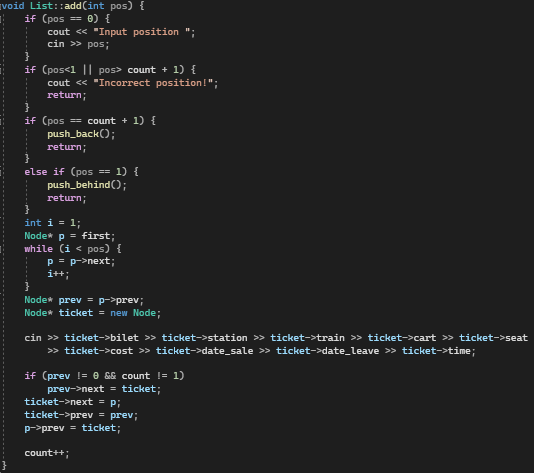 void List::add(int pos) {
    if (pos == 0) {
        cout << "Input position ";
        cin >> pos;
    }
    if (pos<1 || pos> count + 1) {
        cout << "Incorrect position!";
        return;
    }
    if (pos == count + 1) {
        push_back();
        return;
    }
    else if (pos == 1) {
        push_behind();
        return;
    }
    int i = 1;
    Node* p = first;
    while (i < pos) {
        p = p->next;
        i++;
    }
    Node* prev = p->prev;
    Node* ticket = new Node;

    cin >> ticket->bilet >> ticket->station >> ticket->train >> ticket->cart >> ticket->seat
        >> ticket->cost >> ticket->date_sale >> ticket->date_leave >> ticket->time;

    if (prev != 0 && count != 1)
        prev->next = ticket;
    ticket->next = p;
    ticket->prev = prev;
    p->prev = ticket;

    count++;
}